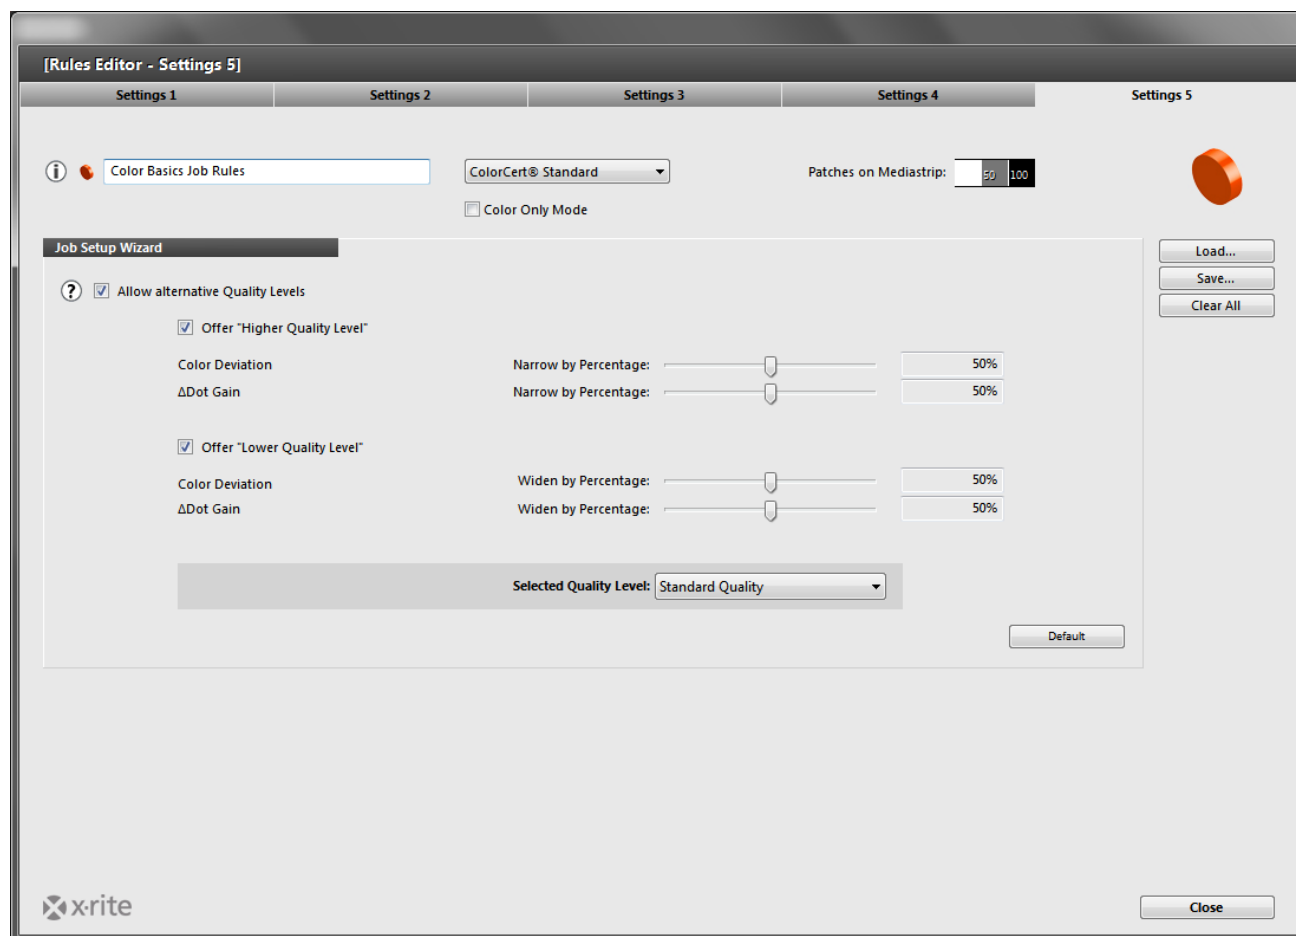 [Rules Editor - Settings 5]
Settings 1 Settings 2 Settings 3 Settings 4 Settings 5
Color Basics Job Rules ColorCert® Standard Patches on Mediastrip: 50 100
Color Only Mode
Job Setup Wizard
Load...
Save...
? Allow alternative Quality Levels
Clear All
Offer "Higher Quality Level"
Color Deviation Narrow by Percentage: 50%
ΔDot Gain Narrow by Percentage: 50%
Offer "Lower Quality Level"
Color Deviation Widen by Percentage: 50%
ΔDot Gain Widen by Percentage: 50%
Selected Quality Level: Standard Quality
Default
x·rite
Close